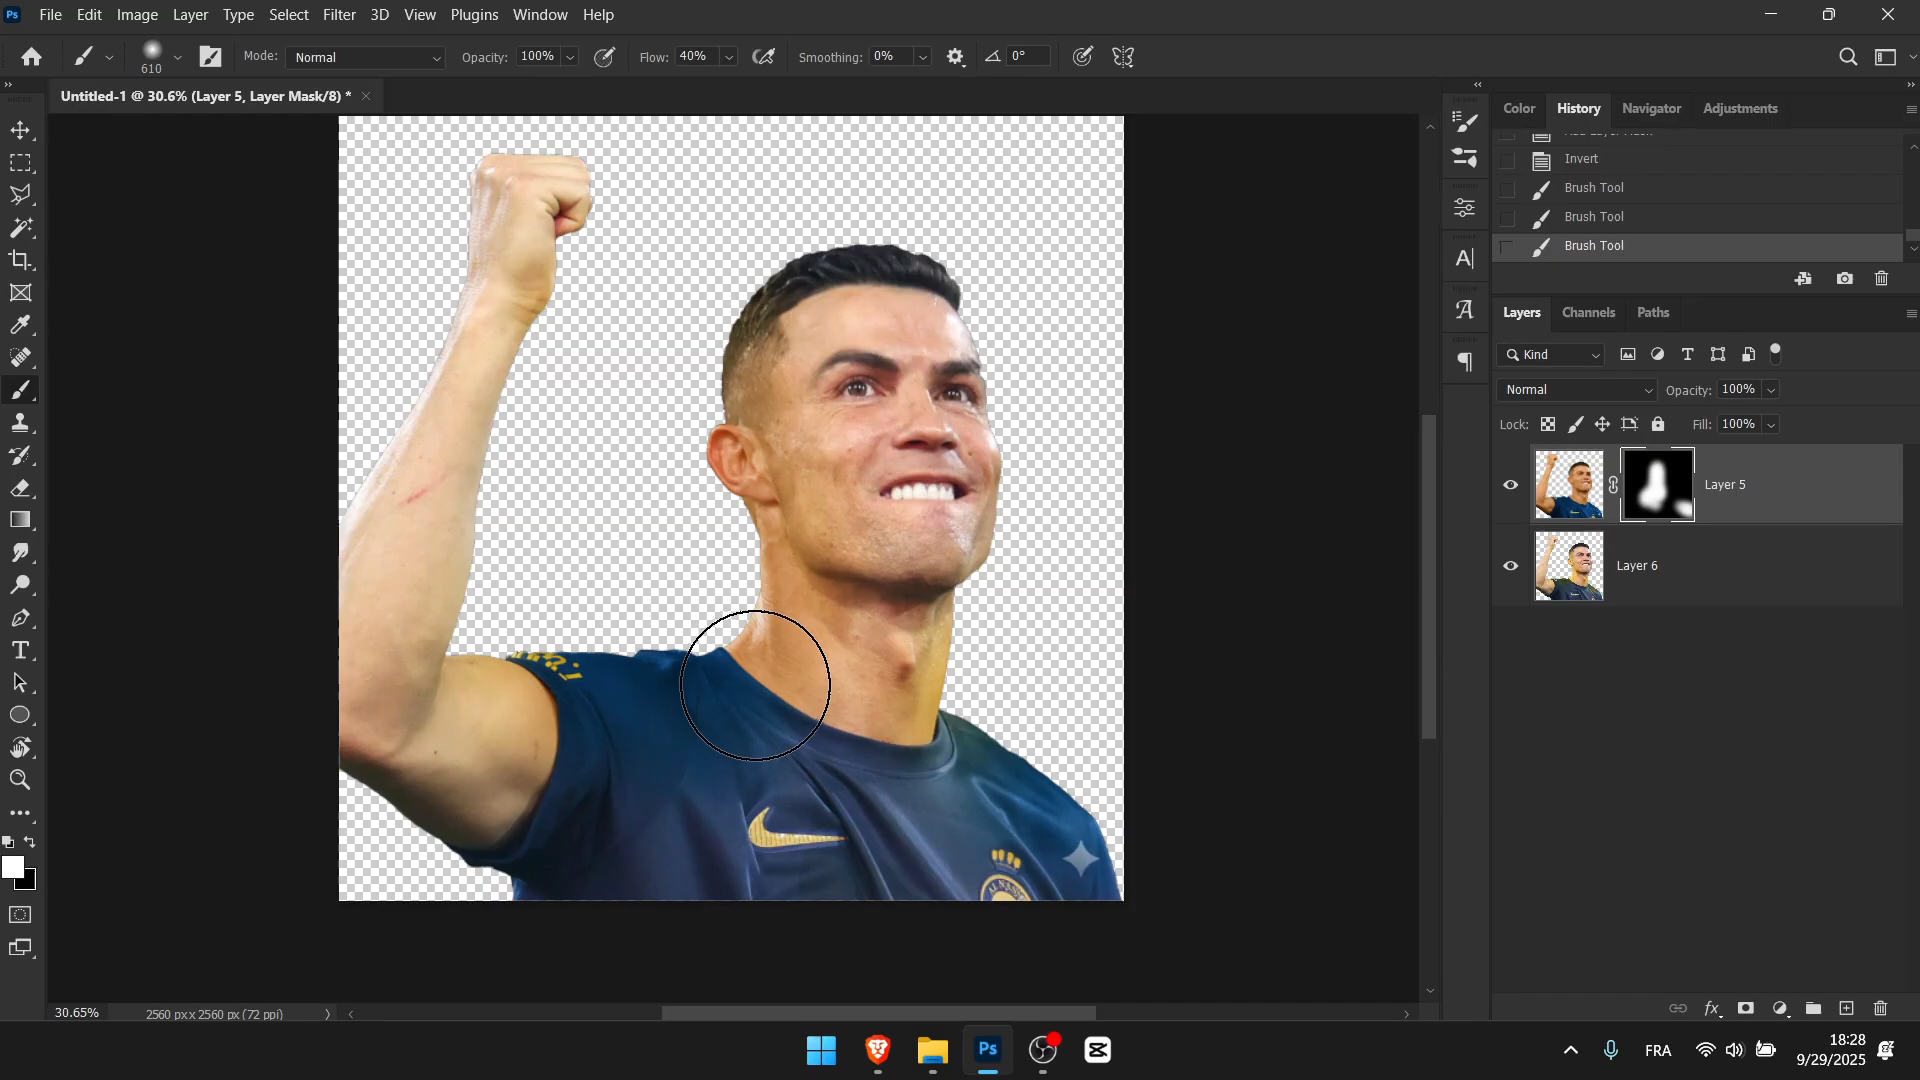 Ps File Edit Image Layer Type Select Filter 3D View Plugins Window Help
610 Mode: Normal Opacity: 100% Flow: 40% Smoothing: 0% 0°
Untitled-1 @ 30.6% (Layer 5, Layer Mask/8) *
Color History Navigator Adjustments
Invert
Brush Tool
Brush Tool
Brush Tool
Layers Channels Paths
Kind
Normal Opacity: 100%
Lock: Fill: 100%
Layer 5
Layer 6
30.65% 2560 px x 2560 px (72 ppi)
Ps FRA 18:28
9/29/2025